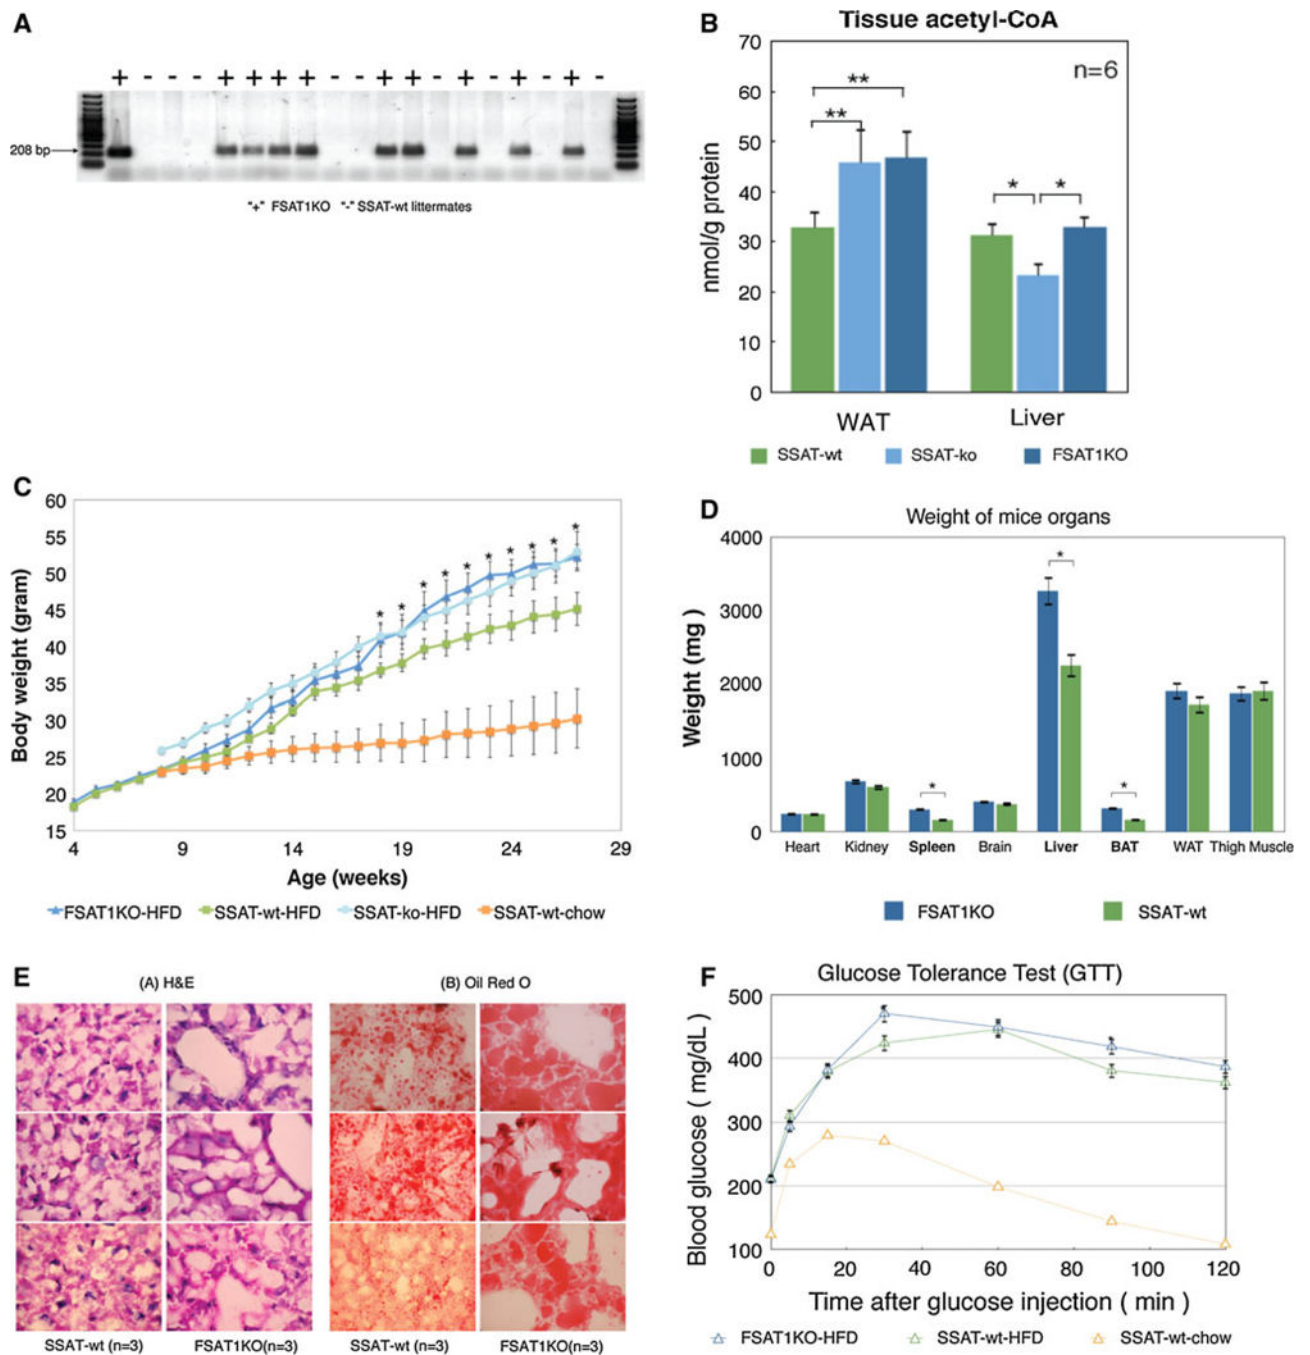 A
+ - - - + + + + - - + + - + - + - + -
208 bp
"+" FSAT1KO "-" SSAT-wt littermates
B
Tissue acetyl-CoA
n=6
70
60
50
40
30
20
10
0
nmol/g protein
**
**
*
*
WAT
Liver
SSAT-wt
SSAT-ko
FSAT1KO
C
60
55
50
45
40
35
30
25
20
15
Body weight (gram)
* * * * * * * * * *
4 9 14 19 24 29
Age (weeks)
FSAT1KO-HFD SSAT-wt-HFD SSAT-ko-HFD SSAT-wt-chow
D
Weight of mice organs
4000
3000
2000
1000
0
Weight (mg )
*
*
*
Heart Kidney Spleen Brain Liver BAT WAT Thigh Muscle
FSAT1KO
SSAT-wt
E
(A) H&E
(B) Oil Red O
SSAT-wt (n=3)
FSAT1KO(n=3)
SSAT-wt (n=3)
FSAT1KO(n=3)
F
Glucose Tolerance Test (GTT)
500
400
300
200
100
Blood glucose ( mg/dL )
0 20 40 60 80 100 120
Time after glucose injection ( min )
FSAT1KO-HFD
SSAT-wt-HFD
SSAT-wt-chow